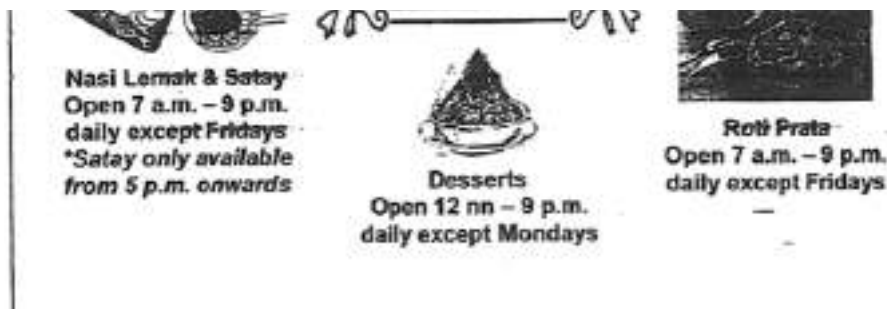 Nasi Lemak & Satay
Open 7 a.m. – 9 p.m.
daily except Fridays
*Satay only available
from 5 p.m. onwards
Desserts
Open 12 nn – 9 p.m.
daily except Mondays
Roti Prata
Open 7 a.m. – 9 p.m.
daily except Fridays